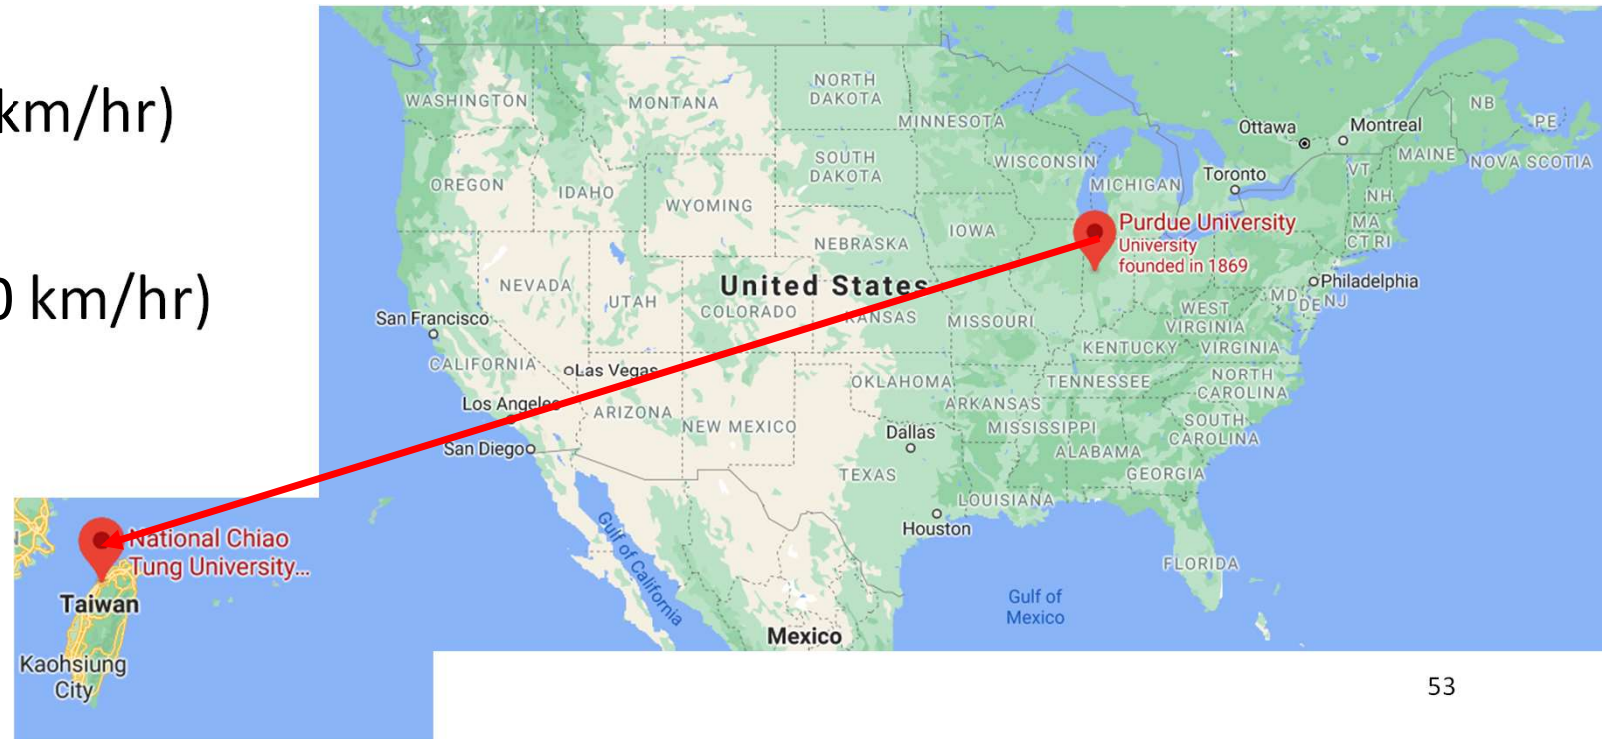 km/hr)
0 km/hr)
NORTH
DAKOTA
WASHINGTON
MONTANA
MINNESOTA
NB
PE
Ottawa
Montreal
MAINE
NOVA SCOTIA
SOUTH
DAKOTA
WISCONSIN
MICHIGAN
Toronto
VT
NH
OREGON
IDAHO
WYOMING
IOWA
NEBRASKA
Purdue University
University
founded in 1869
MA
CT RI
NEVADA
UTAH
United States
COLORADO
KANSAS
MISSOURI
Philadelphia
MD
DE
NJ
WEST
VIRGINIA
KENTUCKY
VIRGINIA
San Francisco
CALIFORNIA
Las Vegas
Los Angeles
San Diego
ARIZONA
NEW MEXICO
OKLAHOMA
ARKANSAS
TENNESSEE
NORTH
CAROLINA
SOUTH
CAROLINA
MISSISSIPPI
ALABAMA
GEORGIA
Dallas
TEXAS
LOUISIANA
Houston
FLORIDA
Gulf of California
Gulf of
Mexico
Mexico
National Chiao
Tung University...
Taiwan
Kaohsiung
City
53